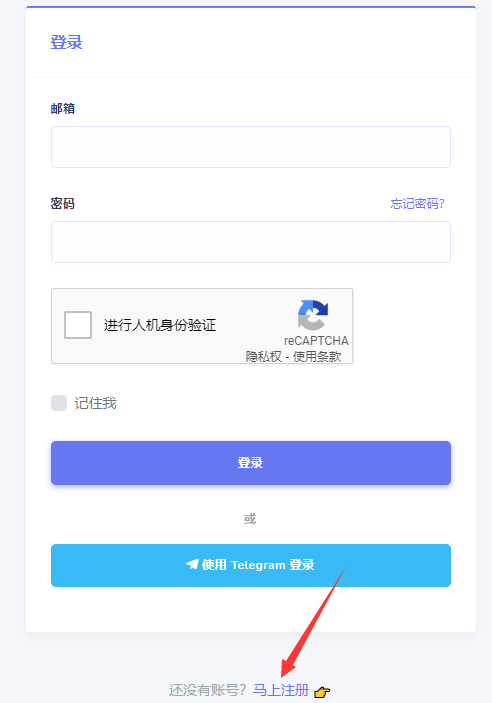 登录
邮箱
密码 忘记密码?
进行人机身份验证
reCAPTCHA
隐私权 - 使用条款
记住我
登录
或
使用 Telegram 登录
还没有账号? 马上注册